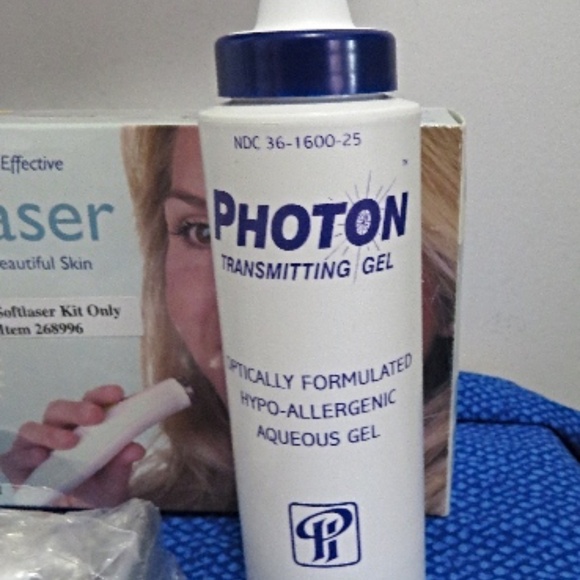 NDC 36-1600-25
PHOTON
TM
TRANSMITTING GEL
OPTICALLY FORMULATED
HYPO-ALLERGENIC
AQUEOUS GEL
Effective
aser
eautiful Skin
Softlaser Kit Only
Item 268996